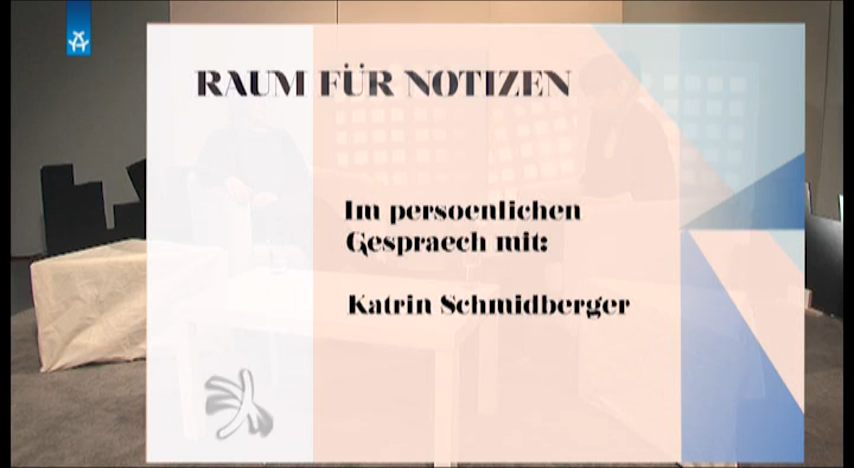 RAUM FÜR NOTIZEN
Im persoenlichen
Gespraech mit:
Katrin Schmidberger